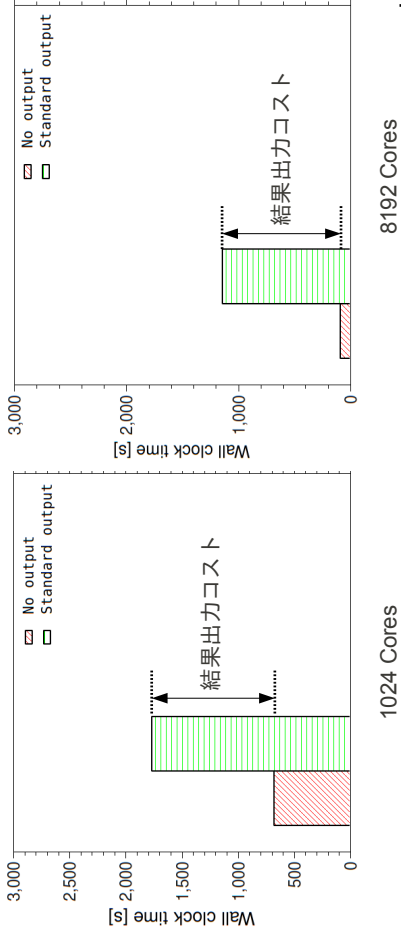 3,000
2,500
2,000
1,500
1,000
500
0
Wall clock time [s]
No output
Standard output
結果出力コスト
1024 Cores
3,000
2,000
1,000
0
Wall clock time [s]
No output
Standard output
結果出力コスト
8192 Cores